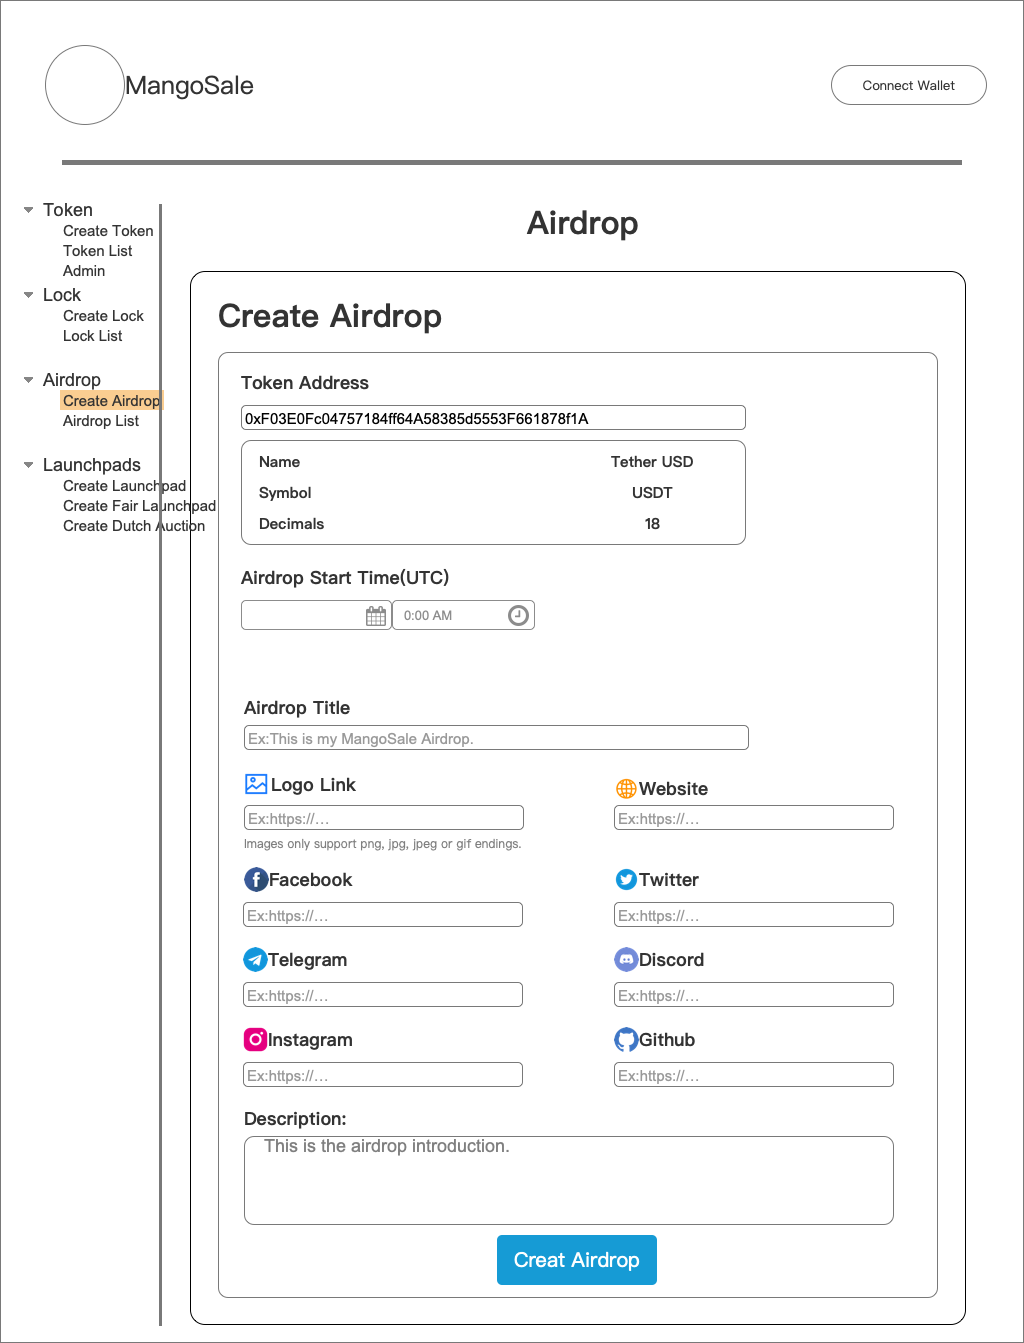 MangoSale
Connect Wallet
Token
Create Token
Token List
Admin
Lock
Create Lock
Lock List
Airdrop
Create Airdrop
Airdrop List
Launchpads
Create Launchpad
Create Fair Launchpad
Create Dutch Auction
Airdrop
Create Airdrop
Token Address
0xF03E0Fc04757184ff64A58385d5553F661878f1A
Name Tether USD
Symbol USDT
Decimals 18
Airdrop Start Time(UTC)
0:00 AM
Airdrop Title
Ex:This is my MangoSale Airdrop.
Logo Link Website
Ex:https://... Ex:https://...
Images only support png, jpg, jpeg or gif endings.
Facebook Twitter
Ex:https://... Ex:https://...
Telegram Discord
Ex:https://... Ex:https://...
Instagram Github
Ex:https://... Ex:https://...
Description:
This is the airdrop introduction.
Creat Airdrop